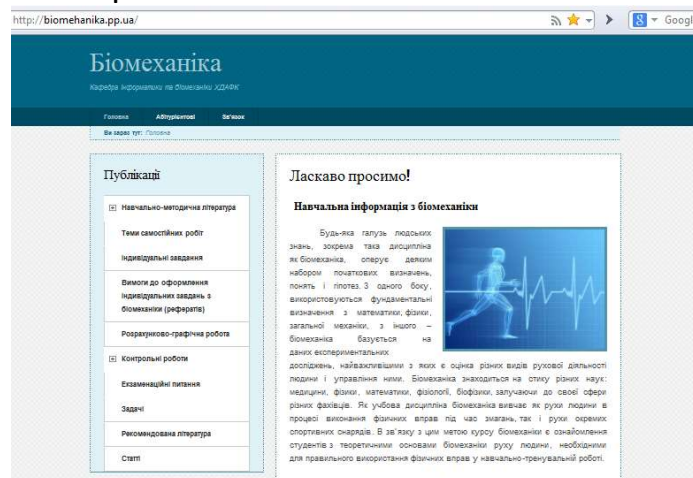 http://biomehanika.pp.ua/
Googl
Біомеханіка
Кафедра інформатики та біомеханіки ХДАФК
Головна Абітурієнтові Зв'язок
Ви зараз тут: Головна
Публікації
Навчально-методична література
Теми самостійних робіт
Індивідуальні завдання
Вимоги до оформлення
індивідуальних завдань з
біомеханіки (рефератів)
Розрахунково-графічна робота
Контрольні роботи
Екзаменаційні питання
Задачі
Рекомендована література
Статті
Ласкаво просимо!
Навчальна інформація з біомеханіки
Будь-яка галузь людських
знань, зокрема така дисципліна
як біомеханіка, оперує деяким
набором початкових визначень,
понять і гіпотез. З одного боку,
використовуються фундаментальні
визначення з математики, фізики,
загальної механіки, з іншого –
біомеханіка базується на
даних експериментальних
досліджень, найважливішими з яких є оцінка різних видів рухової діяльності
людини і управління ними. Біомеханіка знаходиться на стику різних наук:
медицини, фізики, математики, фізіології, біофізики, залучаючи до своєї сфери
різних фахівців. Як учбова дисципліна біомеханіка вивчає як рухи людини в
процесі виконання фізичних вправ під час змагань, так і рухи окремих
спортивних снарядів. В зв'язку з цим метою курсу біомеханіки є ознайомлення
студентів з теоретичними основами біомеханіки руху людини, необхідними
для правильного використання фізичних вправ у навчально-тренувальній роботі.